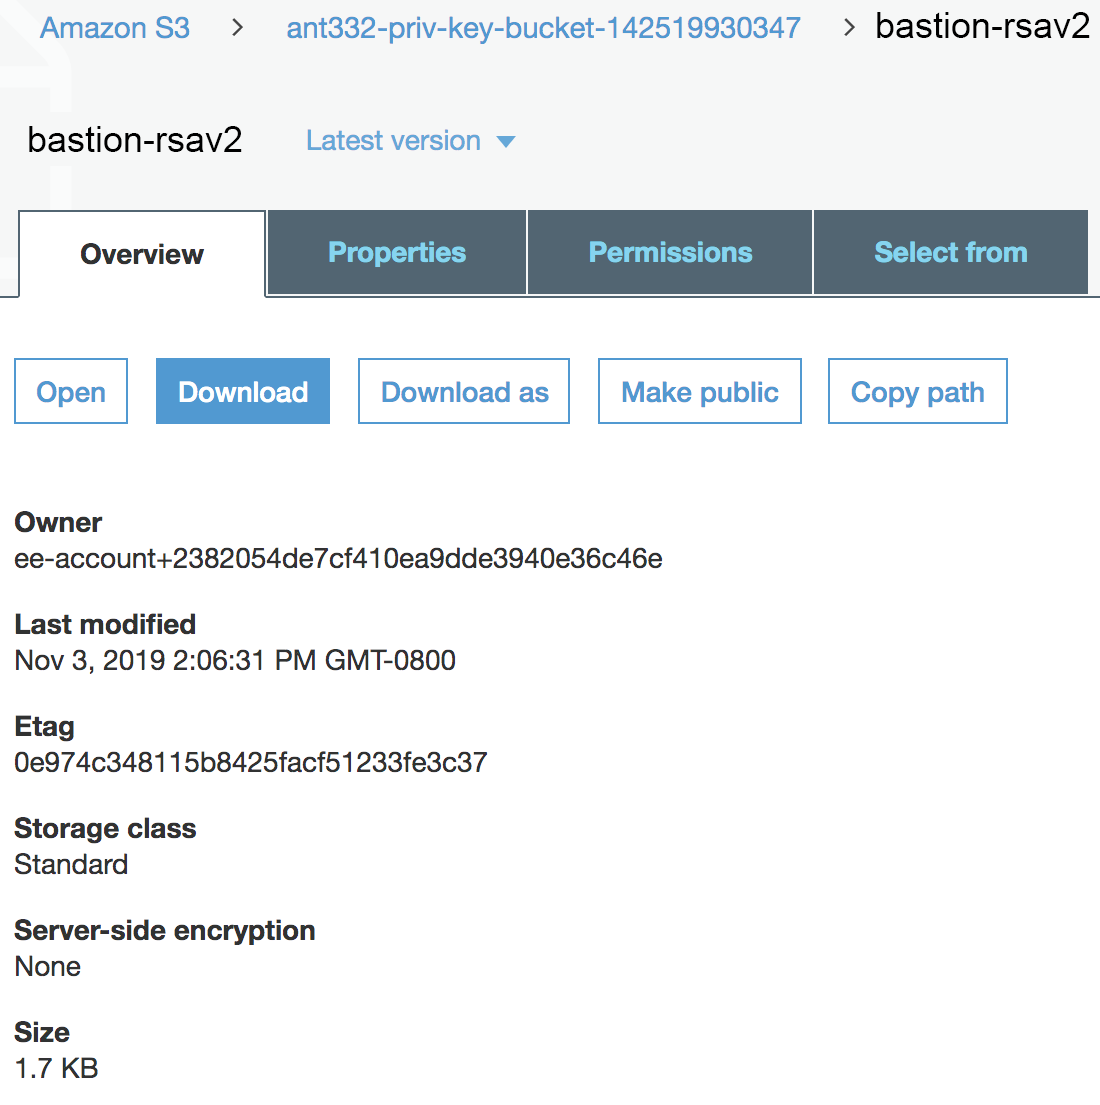 Amazon S3 > ant332-priv-key-bucket-142519930347 > bastion-rsav2
bastion-rsav2 Latest version
Overview Properties Permissions Select from
Open Download Download as Make public Copy path
Owner
ee-account+2382054de7cf410ea9dde3940e36c46e
Last modified
Nov 3, 2019 2:06:31 PM GMT-0800
Etag
0e974c348115b8425facf51233fe3c37
Storage class
Standard
Server-side encryption
None
Size
1.7 KB